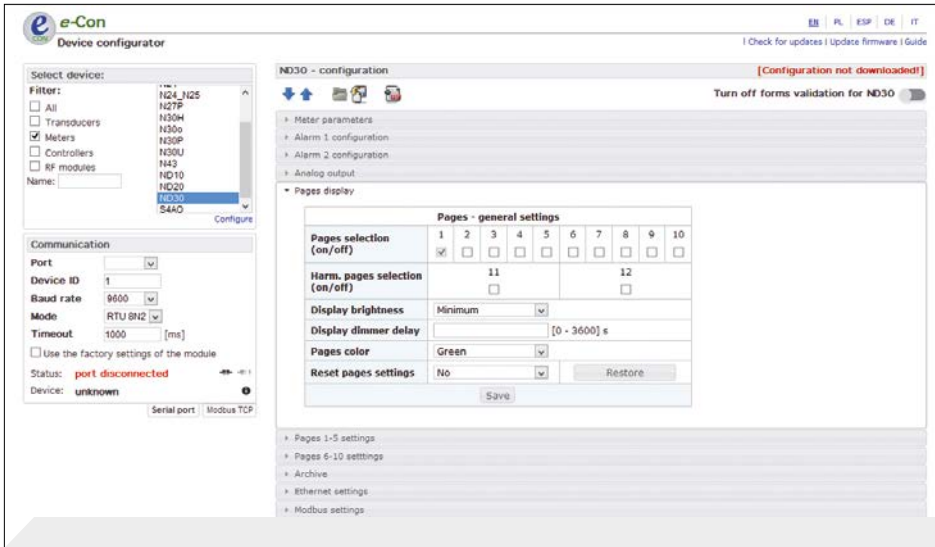 e CON
e-Con
Device configurator
EN PL ESP DE IT
| Check for updates | Update firmware | Guide
Select device:
Filter:
All
Transducers
Meters
Controllers
RF modules
Name:
N24_N25
N27P
N30H
N30o
N30P
N30U
N43
ND10
ND20
ND30
S4AO
Configure
Communication
Port
Device ID 1
Baud rate 9600
Mode RTU 8N2
Timeout 1000 [ms]
Use the factory settings of the module
Status: port disconnected
Device: unknown
Serial port Modbus TCP
ND30 - configuration [Configuration not downloaded!]
Turn off forms validation for ND30
Meter parameters
Alarm 1 configuration
Alarm 2 configuration
Analog output
Pages display
Pages - general settings
Pages selection (on/off) 1 2 3 4 5 6 7 8 9 10
Harm. pages selection (on/off) 11 12
Display brightness Minimum
Display dimmer delay [0 - 3600] s
Pages color Green
Reset pages settings No Restore
Save
Pages 1-5 settings
Pages 6-10 setttings
Archive
Ethernet settings
Modbus settings